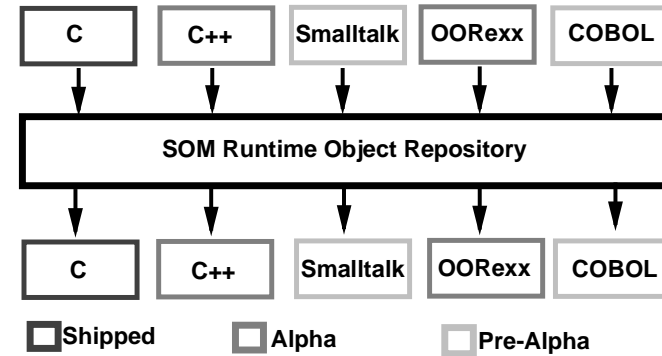 C C++ Smalltalk OORexx COBOL
SOM Runtime Object Repository
C C++ Smalltalk OORexx COBOL
Shipped Alpha Pre-Alpha